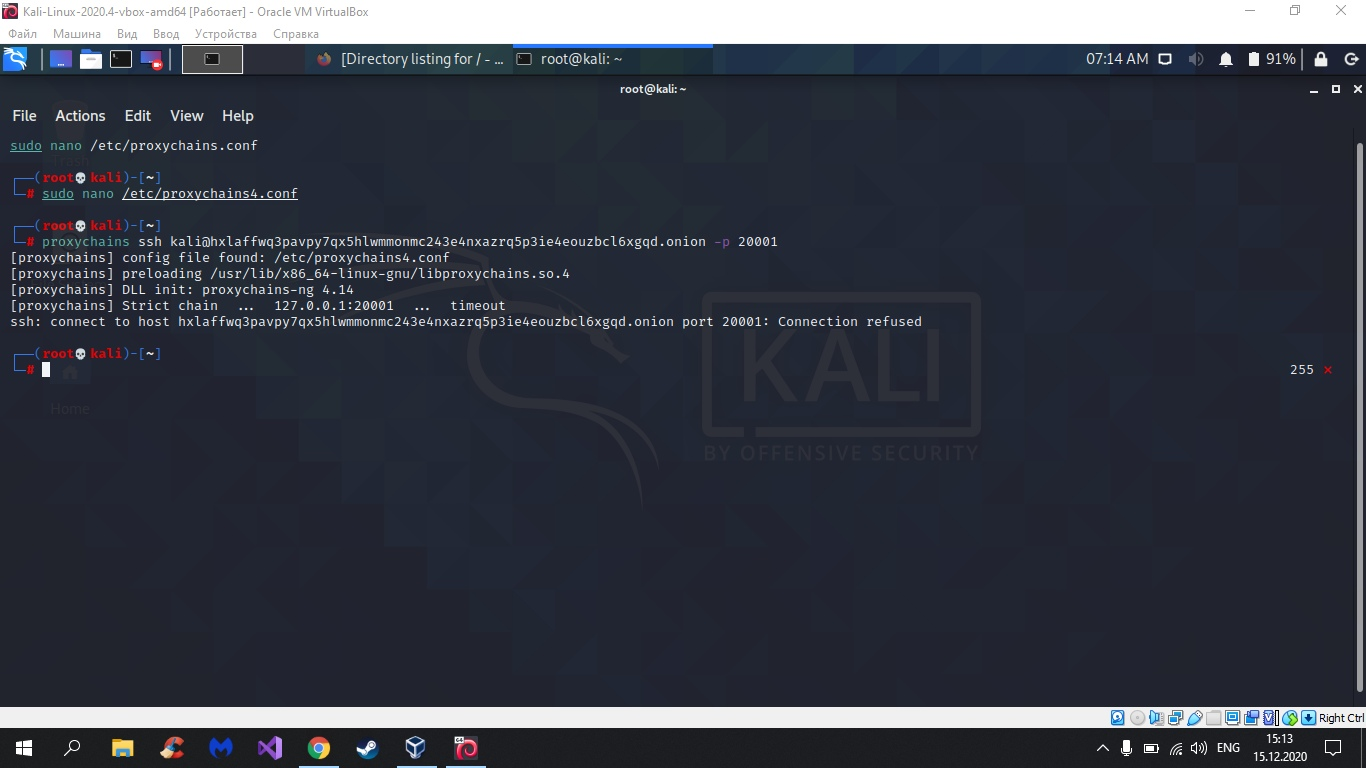 Kali-Linux-2020.4-vbox-amd64 [Работает] - Oracle VM VirtualBox
Файл Машина Вид Ввод Устройства Справка
[Directory listing for / - ... root@kali: ~ 07:14 AM 91%
root@kali: ~
File Actions Edit View Help
sudo nano /etc/proxychains.conf
Trash
┌──(root💀kali)-[~]
└─# sudo nano /etc/proxychains4.conf
┌──(root💀kali)-[~]
└─# proxychains ssh kali@hxlaffwq3pavpy7qx5hlwmmonmc243e4nxazrq5p3ie4eouzbcl6xgqd.onion -p 20001
[proxychains] config file found: /etc/proxychains4.conf
[proxychains] preloading /usr/lib/x86_64-linux-gnu/libproxychains.so.4
[proxychains] DLL init: proxychains-ng 4.14
[proxychains] Strict chain ... 127.0.0.1:20001 ... timeout
ssh: connect to host hxlaffwq3pavpy7qx5hlwmmonmc243e4nxazrq5p3ie4eouzbcl6xgqd.onion port 20001: Connection refused
┌──(root💀kali)-[~]
└─# 255 ⨯
Home
KALI
BY OFFENSIVE SECURITY
Right Ctrl
64
ENG
15:13
15.12.2020